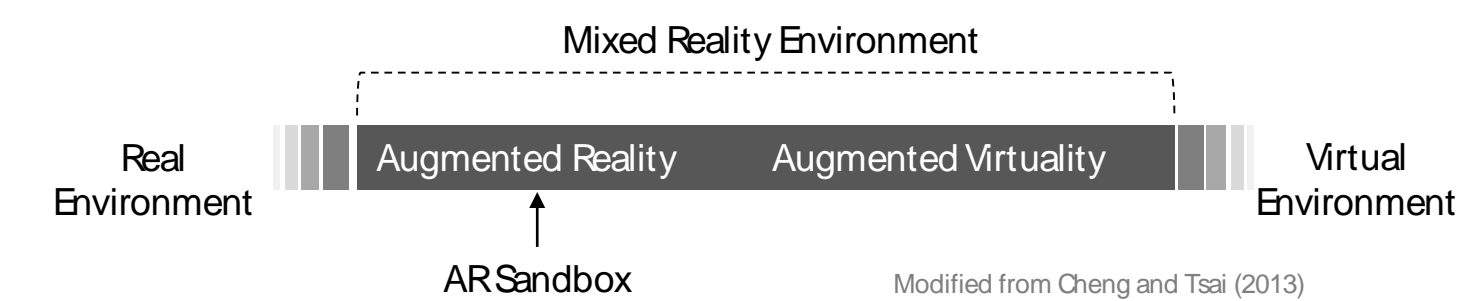 Mixed Reality Environment
Real
Environment
Augmented Reality
Augmented Virtuality
Virtual
Environment
AR Sandbox
Modified from Cheng and Tsai (2013)